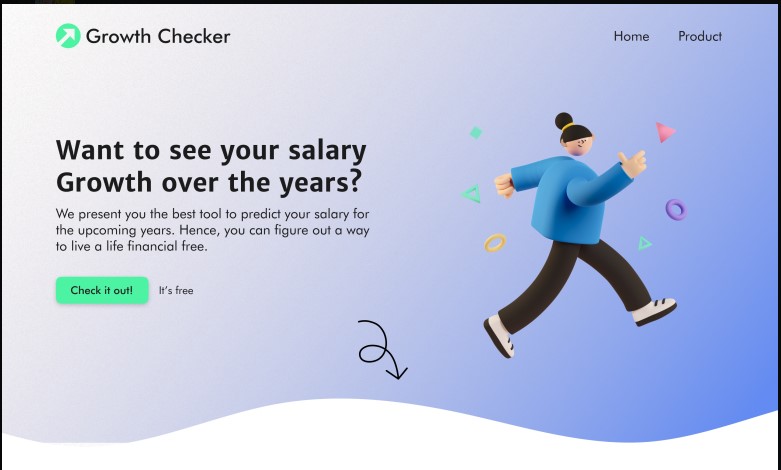 Growth Checker
Home
Product
Want to see your salary
Growth over the years?
We present you the best tool to predict your salary for
the upcoming years. Hence, you can figure out a way
to live a life financial free.
Check it out!
It's free